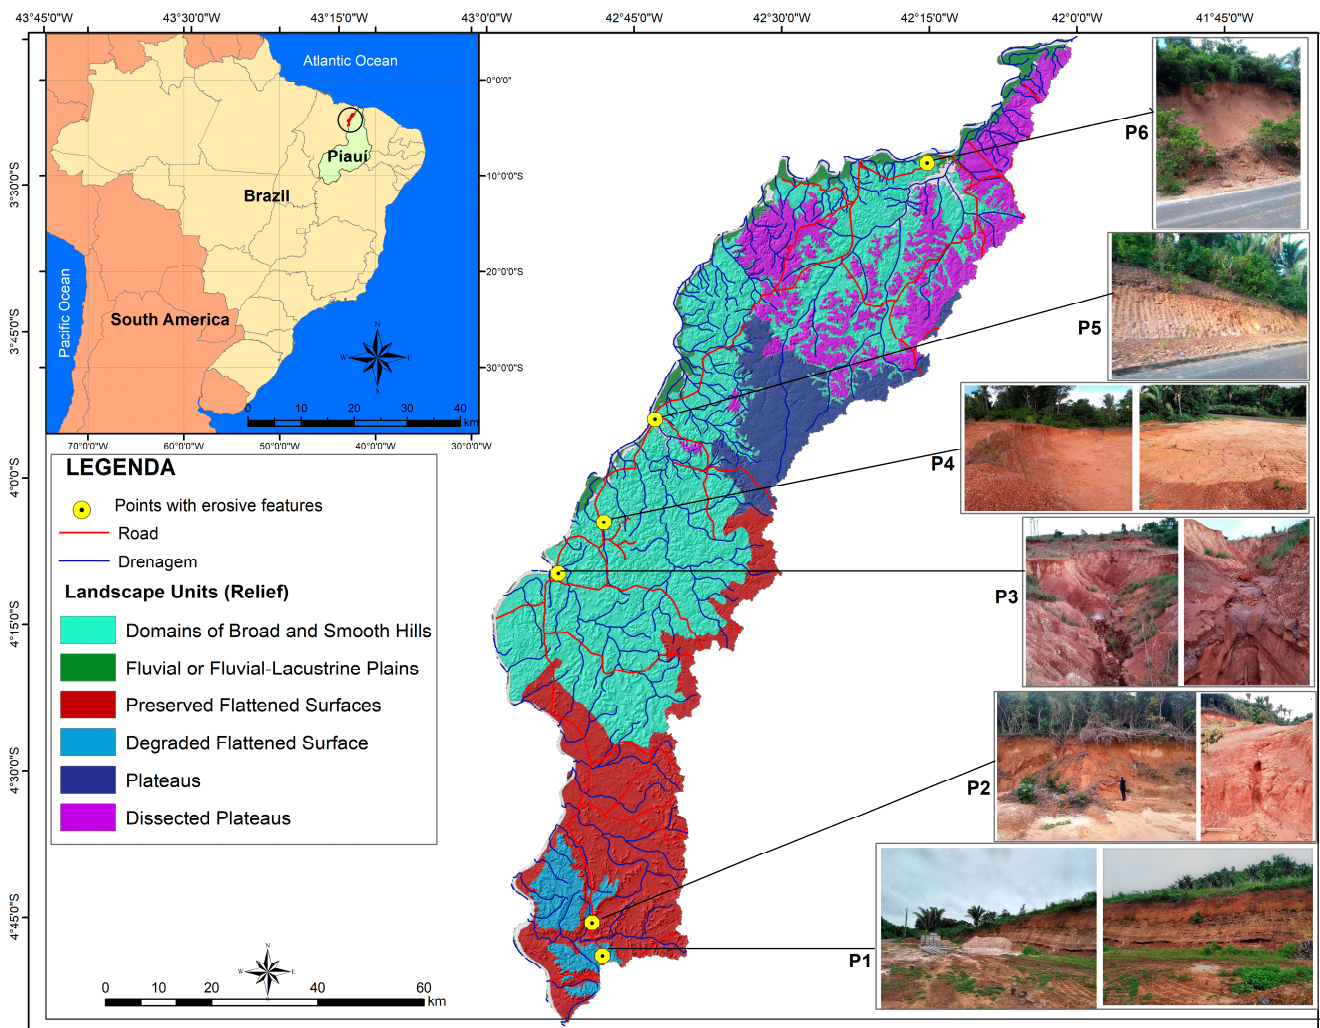 43°45'0"W 43°30'0"W 43°15'0"W 43°0'0"W 42°45'0"W 42°30'0"W 42°15'0"W 42°0'0"W 41°45'0"W
3°30'0"S
3°45'0"S
4°0'0"S
4°15'0"S
4°30'0"S
4°45'0"S
Atlantic Ocean
Piauí
Brazil
South America
Pacific Ocean
N
W E
S
0 10 20 30 40
km
0°0'0"
10°0'0"S
20°0'0"S
30°0'0"S
70°0'0"W 60°0'0"W 50°0'0"W 40°0'0"W 30°0'0"W
LEGENDA
Points with erosive features
Road
Drenagem
Landscape Units (Relief)
Domains of Broad and Smooth Hills
Fluvial or Fluvial-Lacustrine Plains
Preserved Flattened Surfaces
Degraded Flattened Surface
Plateaus
Dissected Plateaus
N
W E
S
0 10 20 40 60
km
P6
P5
P4
P3
P2
P1